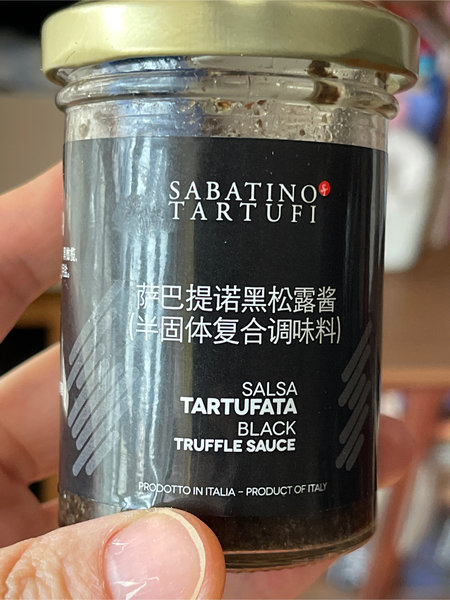 SABATINO
TARTUFI
萨巴提诺黑松露酱
(半固体复合调味料)
SALSA
TARTUFATA
BLACK
TRUFFLE SAUCE
PRODOTTO IN ITALIA – PRODUCT OF ITALY